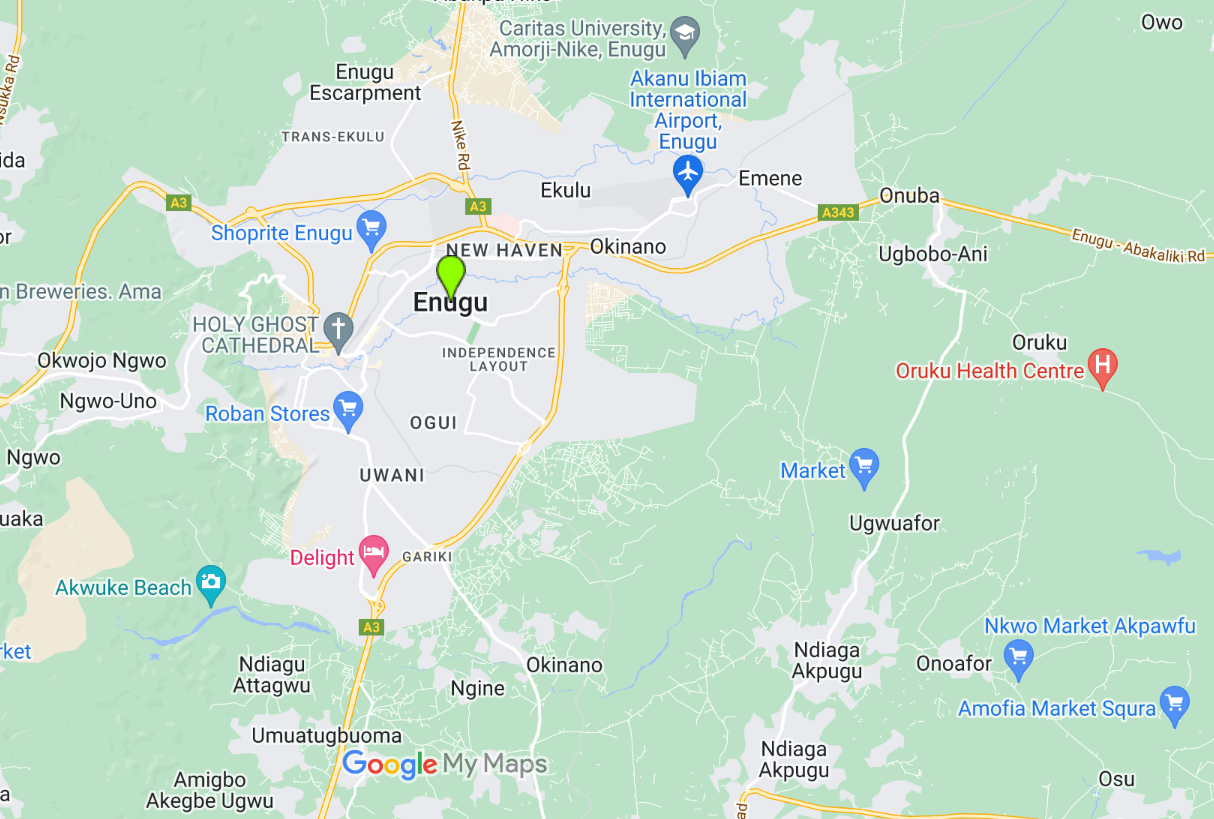 Abakpa Nike
Caritas University,
Amorji-Nike, Enugu
Owo
Nsukka Rd
Enugu
Escarpment
Akanu Ibiam
International
Airport,
Enugu
TRANS-EKULU
Nike Rd
ida
Ekulu
Emene
A3
A3
A343
Onuba
or
Shoprite Enugu
NEW HAVEN
Okinano
Enugu - Abakaliki Rd
Ugbobo-Ani
n Breweries. Ama
Enugu
HOLY GHOST
CATHEDRAL
INDEPENDENCE
LAYOUT
Oruku
Okwojo Ngwo
Oruku Health Centre
Ngwo-Uno
Roban Stores
OGUI
Ngwo
UWANI
Market
uaka
Ugwuafor
Delight
GARIKI
Akwuke Beach
A3
Nkwo Market Akpawfu
rket
Ndiagu
Attagwu
Okinano
Ndiaga
Akpugu
Onoafor
Ngine
Amofia Market Squra
Umuatugbuoma
Google My Maps
Ndiaga
Akpugu
Amigbo
Akegbe Ugwu
Osu
a
ad